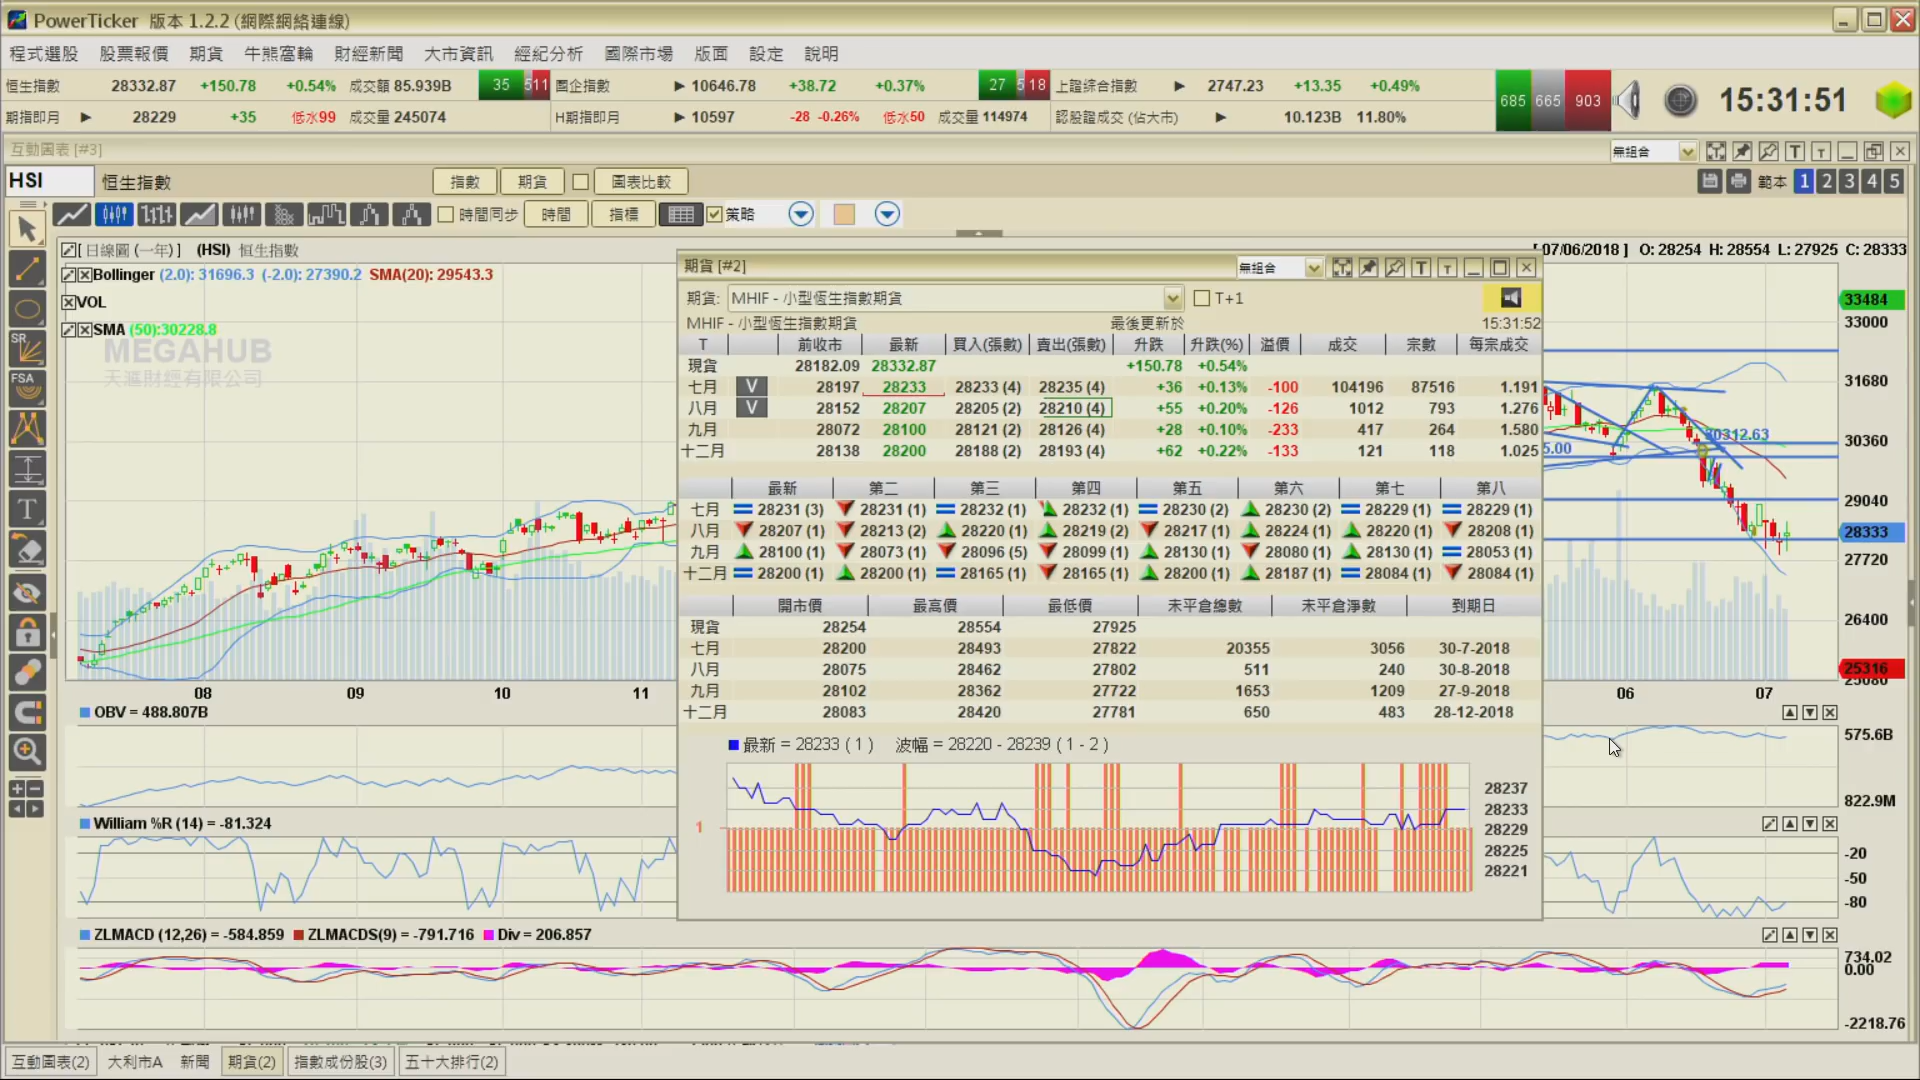 PowerTicker 版本 1.2.2 (網際網絡連線)
程式選股 股票報價 期貨 牛熊窩輪 財經新聞 大市資訊 經紀分析 國際市場 版面 設定 說明
恒生指數 28332.87 +150.78 +0.54% 成交額 85.939B 35 511 國企指數 10646.78 +38.72 +0.37% 27 518 上證綜合指數 2747.23 +13.35 +0.49% 685 665 903 15:31:51
期指即月 28229 +35 低水99 成交量 245074 H期指即月 10597 -28 -0.26% 低水50 成交量 114974 認股證成交 (佔大市) 10.123B 11.80%
互動圖表 [#3] 無組合
HSI 恒生指數 指數 期貨 圖表比較 範本 1 2 3 4 5
時間同步 時間 指標 策略
[日線圖 (一年)] (HSI) 恒生指數 [07/06/2018] O: 28254 H: 28554 L: 27925 C: 28333
Bollinger (2.0): 31696.3 (-2.0): 27390.2 SMA(20): 29543.3
VOL
SMA (50):30228.8
MEGAHUB
天滙財經有限公司
期貨 [#2] 無組合
期貨: MHIF - 小型恆生指數期貨 T+1
MHIF - 小型恆生指數期貨 最後更新於 15:31:52
T 前收市 最新 買入(張數) 賣出(張數) 升跌 升跌(%) 溢價 成交 宗數 每宗成交
現貨 28182.09 28332.87 +150.78 +0.54%
七月 V 28197 28233 28233 (4) 28235 (4) +36 +0.13% -100 104196 87516 1.191
八月 V 28152 28207 28205 (2) 28210 (4) +55 +0.20% -126 1012 793 1.276
九月 28072 28100 28121 (2) 28126 (4) +28 +0.10% -233 417 264 1.580
十二月 28138 28200 28188 (2) 28193 (4) +62 +0.22% -133 121 118 1.025
最新 第二 第三 第四 第五 第六 第七 第八
七月 28231 (3) 28231 (1) 28232 (1) 28232 (1) 28230 (2) 28230 (2) 28229 (1) 28229 (1)
八月 28207 (1) 28213 (2) 28220 (1) 28219 (2) 28217 (1) 28224 (1) 28220 (1) 28208 (1)
九月 28100 (1) 28073 (1) 28096 (5) 28099 (1) 28130 (1) 28080 (1) 28130 (1) 28053 (1)
十二月 28200 (1) 28200 (1) 28165 (1) 28165 (1) 28200 (1) 28187 (1) 28084 (1) 28084 (1)
開市價 最高價 最低價 未平倉總數 未平倉淨數 到期日
現貨 28254 28554 27925
七月 28200 28493 27822 20355 3056 30-7-2018
八月 28075 28462 27802 511 240 30-8-2018
九月 28102 28362 27722 1653 1209 27-9-2018
十二月 28083 28420 27781 650 483 28-12-2018
最新 = 28233 ( 1 ) 波幅 = 28220 - 28239 ( 1 - 2 )
28237
28233
1 28229
28225
28221
30312.63
5.00
33484
33000
31680
30360
29040
28333
27720
26400
25316
25080
08 09 10 11 06 07
OBV = 488.807B
575.6B
822.9M
William %R (14) = -81.324
-20
-50
-80
ZLMACD (12,26) = -584.859 ZLMACDS(9) = -791.716 Div = 206.857
734.02
0.00
-2218.76
SR
FSA
T
互動圖表(2) 大利市A 新聞 期貨(2) 指數成份股(3) 五十大排行(2)